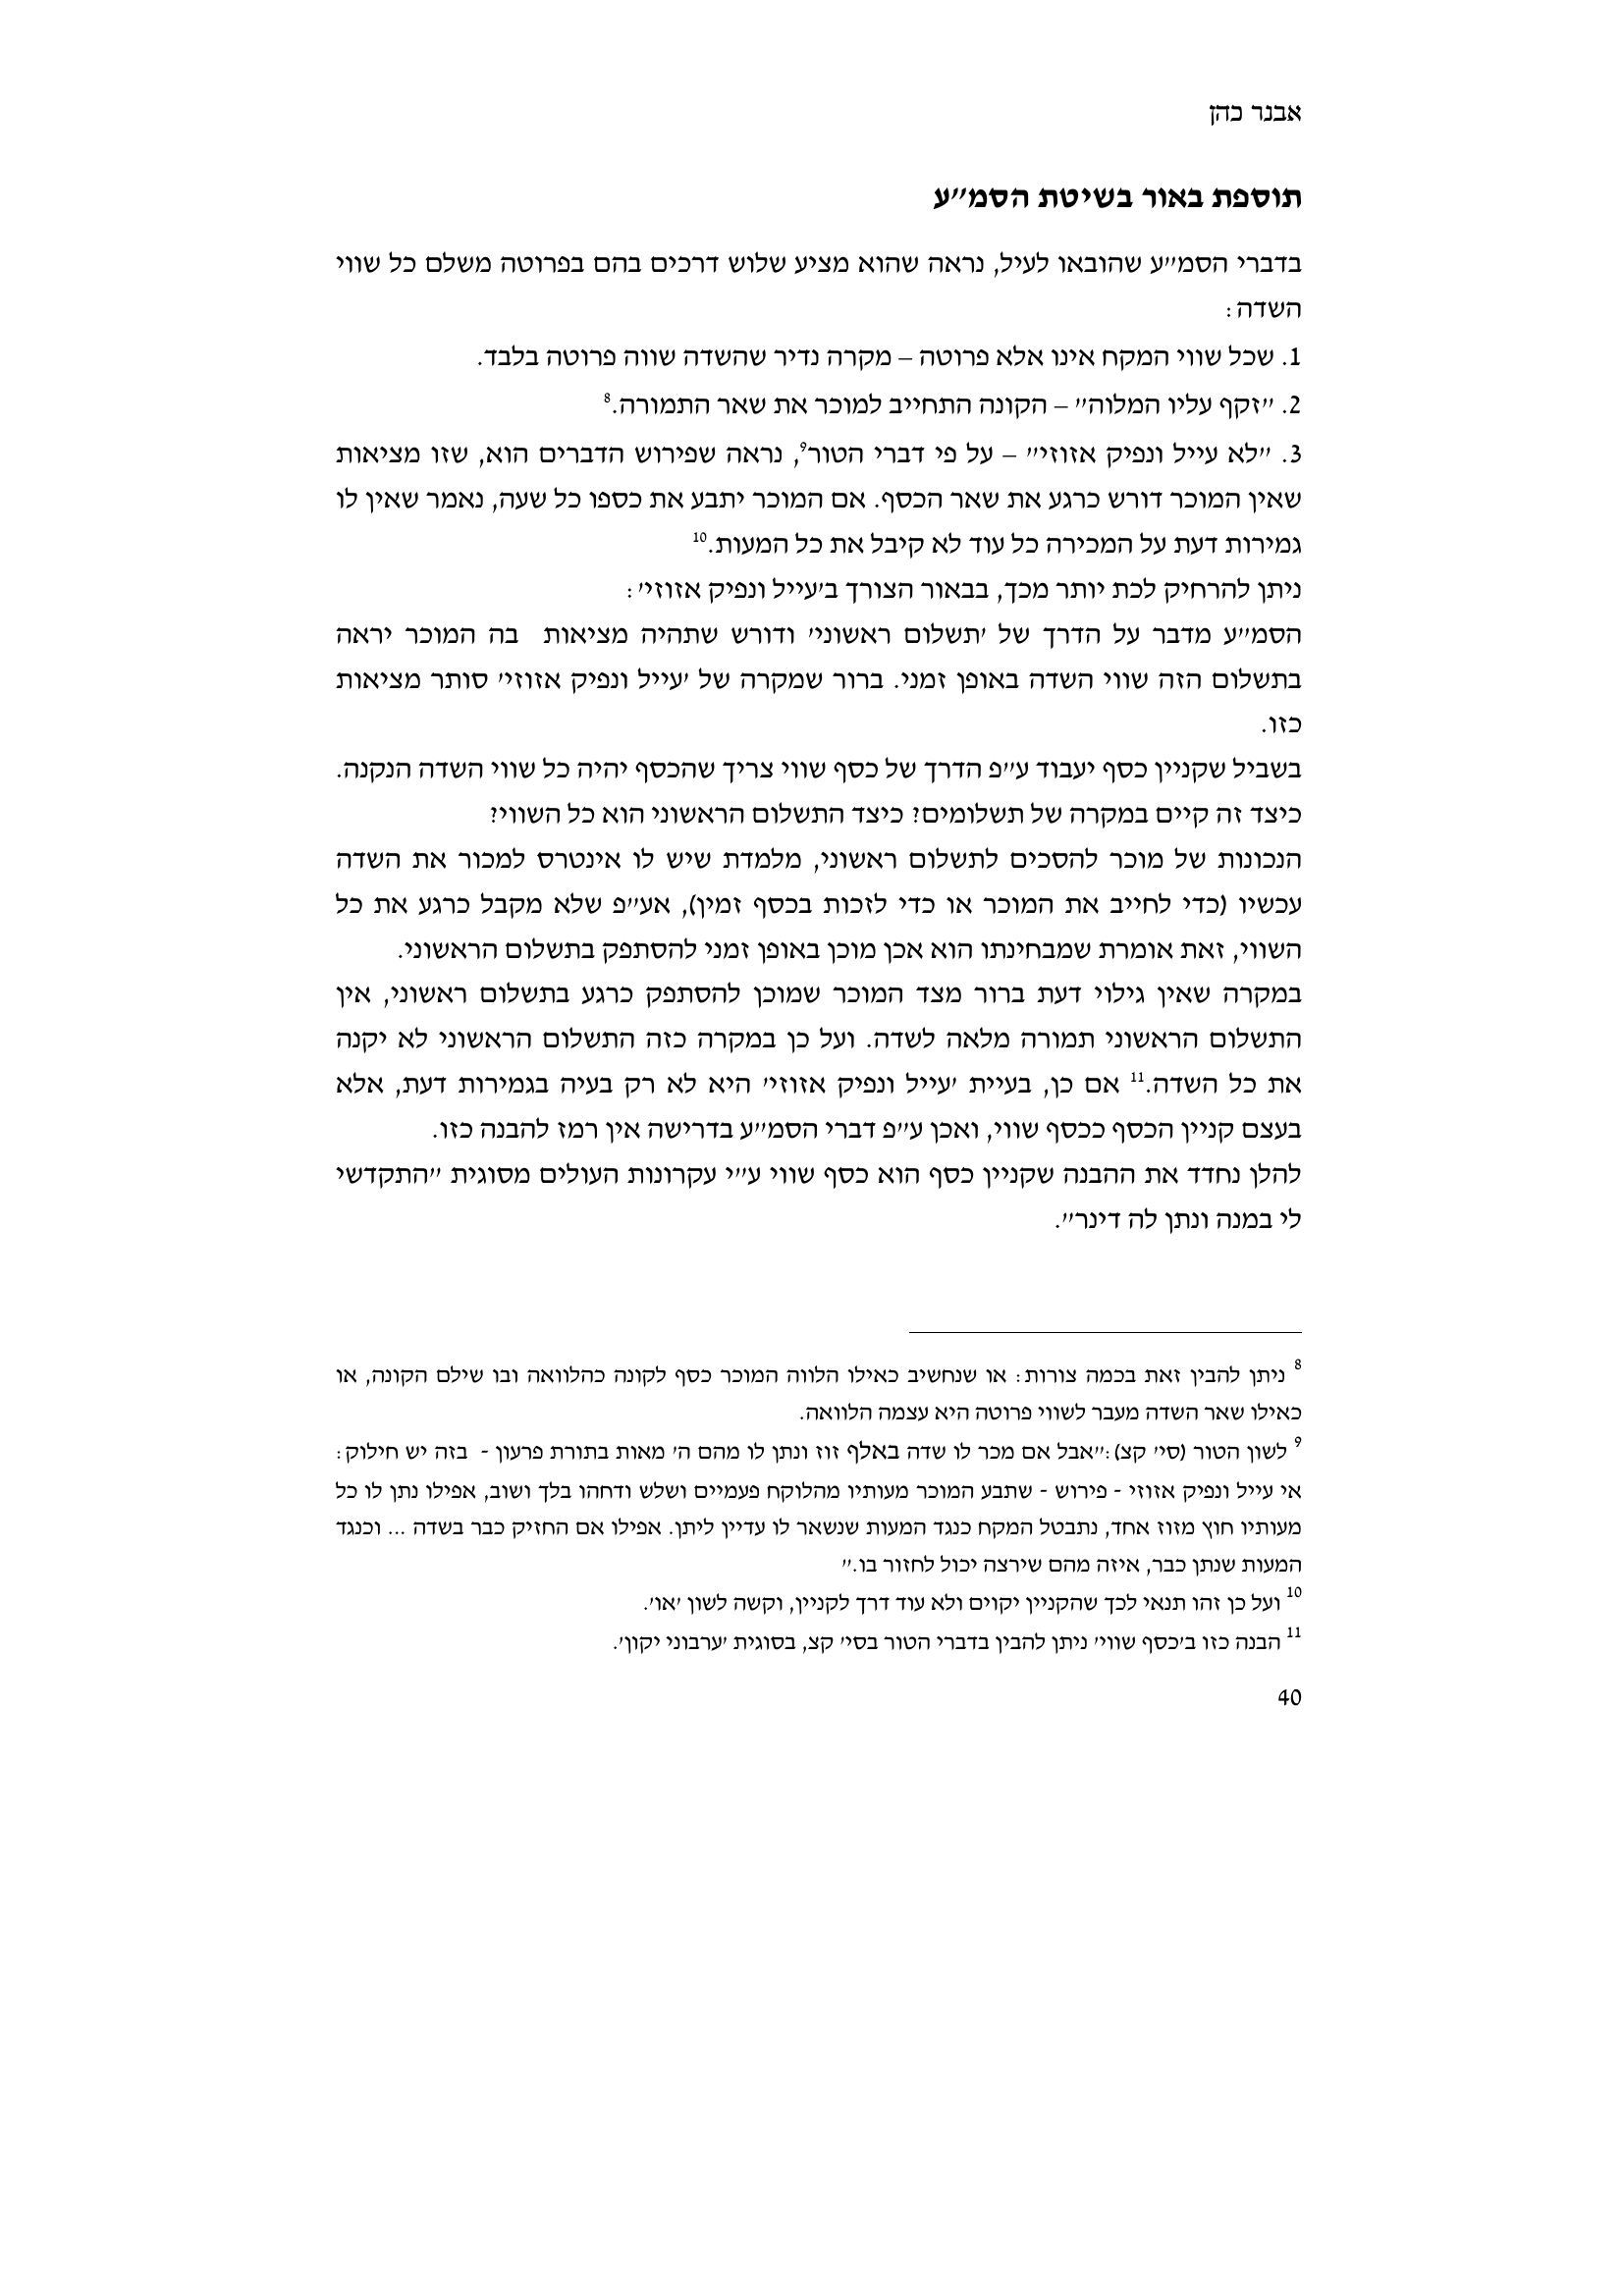 אבנר כהן
תוספת באור בשיטת הסמ״ע
בדברי הסמ״ע שהובאו לעיל, נראה שהוא מציע שלוש דרכים בהם בפרוטה משלם כל שווי
השדה:
1. שכל שווי המקח אינו אלא פרוטה – מקרה נדיר שהשדה שווה פרוטה בלבד.
2. ״זקף עליו המלוה״ – הקונה התחייב למוכר את שאר התמורה.⁸
3. ״לא עייל ונפיק אזוזי״ – על פי דברי הטור⁹, נראה שפירוש הדברים הוא, שזו מציאות
שאין המוכר דורש כרגע את שאר הכסף. אם המוכר יתבע את כספו כל שעה, נאמר שאין לו
גמירות דעת על המכירה כל עוד לא קיבל את כל המעות.¹⁰
ניתן להרחיק לכת יותר מכך, בבאור הצורך ב׳עייל ונפיק אזוזי׳:
הסמ״ע מדבר על הדרך של ׳תשלום ראשוני׳ ודורש שתהיה מציאות בה המוכר יראה
בתשלום הזה שווי השדה באופן זמני. ברור שמקרה של ׳עייל ונפיק אזוזי׳ סותר מציאות
כזו.
בשביל שקניין כסף יעבוד ע״פ הדרך של כסף שווי צריך שהכסף יהיה כל שווי השדה הנקנה.
כיצד זה קיים במקרה של תשלומים? כיצד התשלום הראשוני הוא כל השווי?
הנכונות של מוכר להסכים לתשלום ראשוני, מלמדת שיש לו אינטרס למכור את השדה
עכשיו (כדי לחייב את המוכר או כדי לזכות בכסף זמין), אע״פ שלא מקבל כרגע את כל
השווי, זאת אומרת שמבחינתו הוא אכן מוכן באופן זמני להסתפק בתשלום הראשוני.
במקרה שאין גילוי דעת ברור מצד המוכר שמוכן להסתפק כרגע בתשלום ראשוני, אין
התשלום הראשוני תמורה מלאה לשדה. ועל כן במקרה כזה התשלום הראשוני לא יקנה
את כל השדה.¹¹ אם כן, בעיית ׳עייל ונפיק אזוזי׳ היא לא רק בעיה בגמירות דעת, אלא
בעצם קניין הכסף ככסף שווי, ואכן ע״פ דברי הסמ״ע בדרישה אין רמז להבנה כזו.
להלן נחדד את ההבנה שקניין כסף הוא כסף שווי ע״י עקרונות העולים מסוגית ״התקדשי
לי במנה ונתן לה דינר״.
⁸ ניתן להבין זאת בכמה צורות: או שנחשיב כאילו הלווה המוכר כסף לקונה כהלוואה ובו שילם הקונה, או
כאילו שאר השדה מעבר לשווי פרוטה היא עצמה הלוואה.
⁹ לשון הטור (סי׳ קצ):״אבל אם מכר לו שדה באלף זוז ונתן לו מהם ה׳ מאות בתורת פרעון - בזה יש חילוק:
אי עייל ונפיק אזוזי - פירוש - שתבע המוכר מעותיו מהלוקח פעמיים ושלש ודחהו בלך ושוב, אפילו נתן לו כל
מעותיו חוץ מזוז אחד, נתבטל המקח כנגד המעות שנשאר לו עדיין ליתן. אפילו אם החזיק כבר בשדה ... וכנגד
המעות שנתן כבר, איזה מהם שירצה יכול לחזור בו.״
¹⁰ ועל כן זהו תנאי לכך שהקניין יקוים ולא עוד דרך לקניין, וקשה לשון ׳או׳.
¹¹ הבנה כזו ב׳כסף שווי׳ ניתן להבין בדברי הטור בסי׳ קצ, בסוגית ׳ערבוני יקון׳.
40